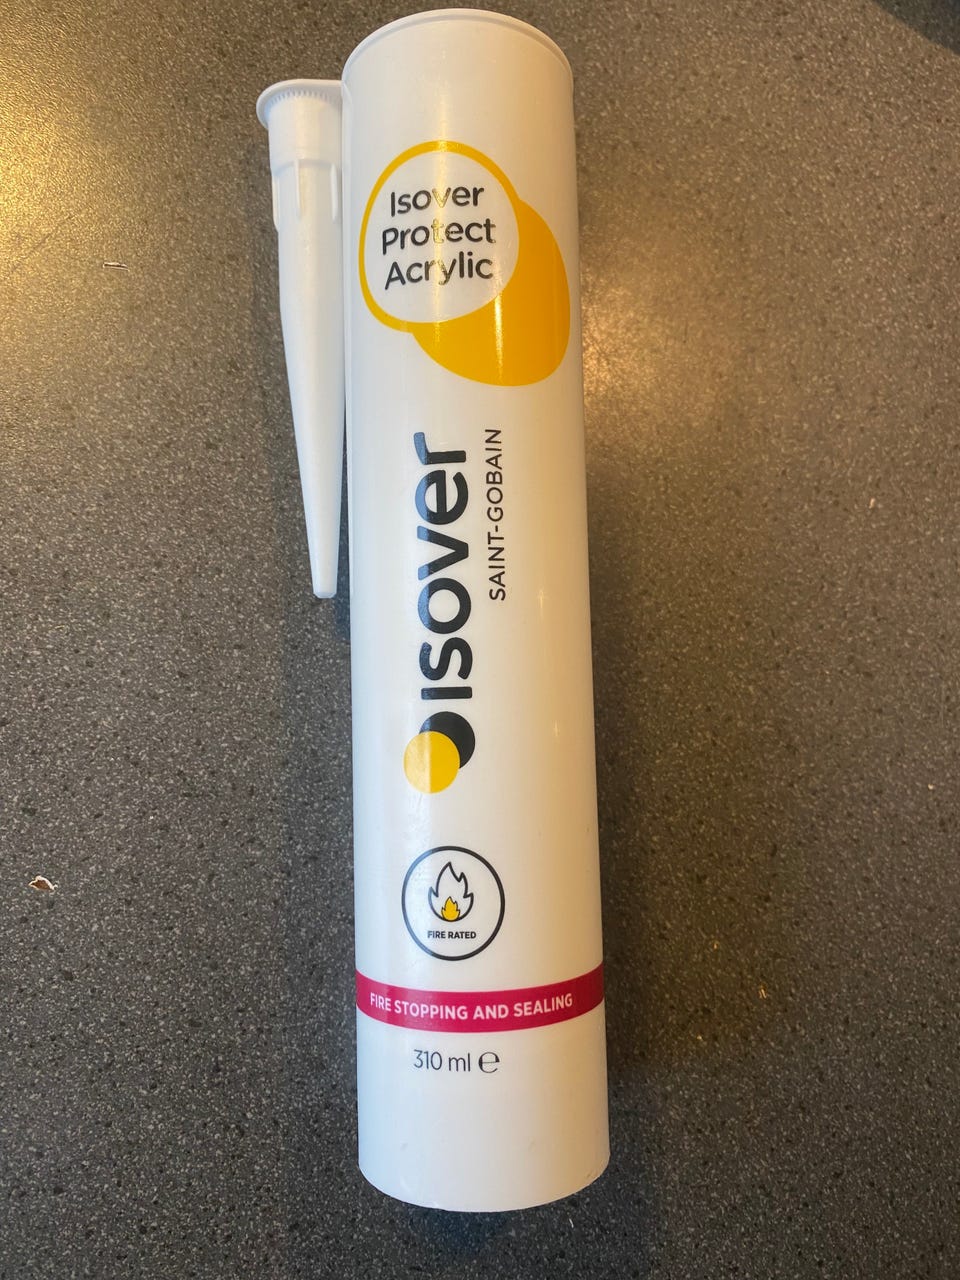 Isover
Protect
Acrylic
isover
SAINT-GOBAIN
FIRE RATED
FIRE STOPPING AND SEALING
310 ml ℮